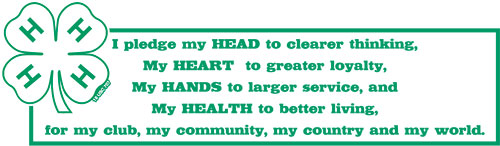 H H
H H
I pledge my HEAD to clearer thinking,
My HEART to greater loyalty,
My HANDS to larger service, and
My HEALTH to better living,
for my club, my community, my country and my world.